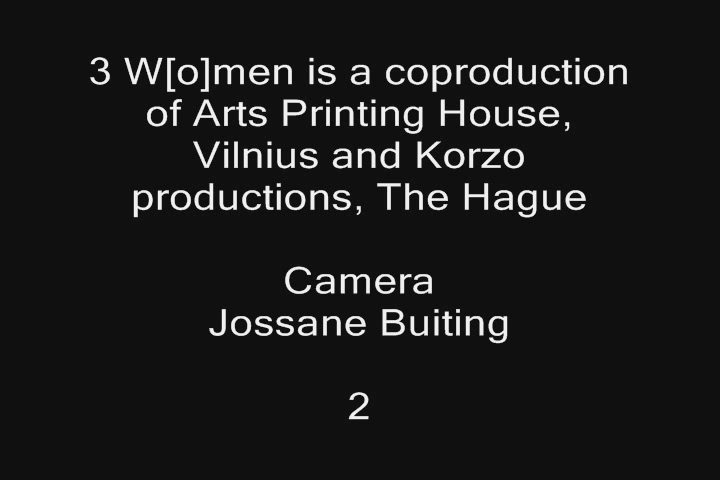 3 W[o]men is a coproduction
of Arts Printing House,
Vilnius and Korzo
productions, The Hague
Camera
Jossane Buiting
2